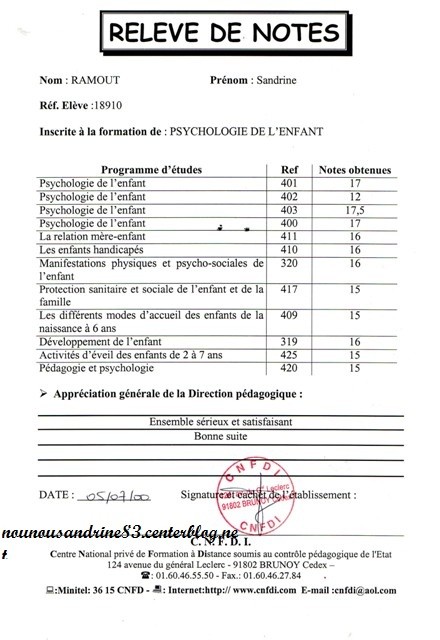 RELEVE DE NOTES
Nom : RAMOUT Prénom : Sandrine
Réf. Elève :18910
Inscrite à la formation de : PSYCHOLOGIE DE L'ENFANT
Programme d'études Ref Notes obtenues
Psychologie de l'enfant 401 17
Psychologie de l'enfant 402 12
Psychologie de l'enfant 403 17,5
Psychologie de l'enfant 400 17
La relation mère-enfant 411 16
Les enfants handicapés 410 16
Manifestations physiques et psycho-sociales de 320 16
l'enfant
Protection sanitaire et sociale de l'enfant et de la 417 15
famille
Les différents modes d'accueil des enfants de la 409 15
naissance à 6 ans
Développement de l'enfant 319 16
Activités d'éveil des enfants de 2 à 7 ans 425 15
Pédagogie et psychologie 420 15
➢ Appréciation générale de la Direction pédagogique :
Ensemble sérieux et satisfaisant
Bonne suite
CNFDI
Leclerc
DATE : 05/07/00 Signature et cachet de l'établissement :
91802 BRUNOY Cedex
CNFDI
nounousandrine83.centerblog.ne
t
C. N. F. D. I.
Centre National privé de Formation à Distance soumis au contrôle pédagogique de l'Etat
124 avenue du général Leclerc - 91802 BRUNOY Cedex –
☎: 01.60.46.55.50 - Fax.: 01.60.46.27.84
:Minitel: 36 15 CNFD - :Internet:http// www.cnfdi.com E-mail :cnfdi@aol.com